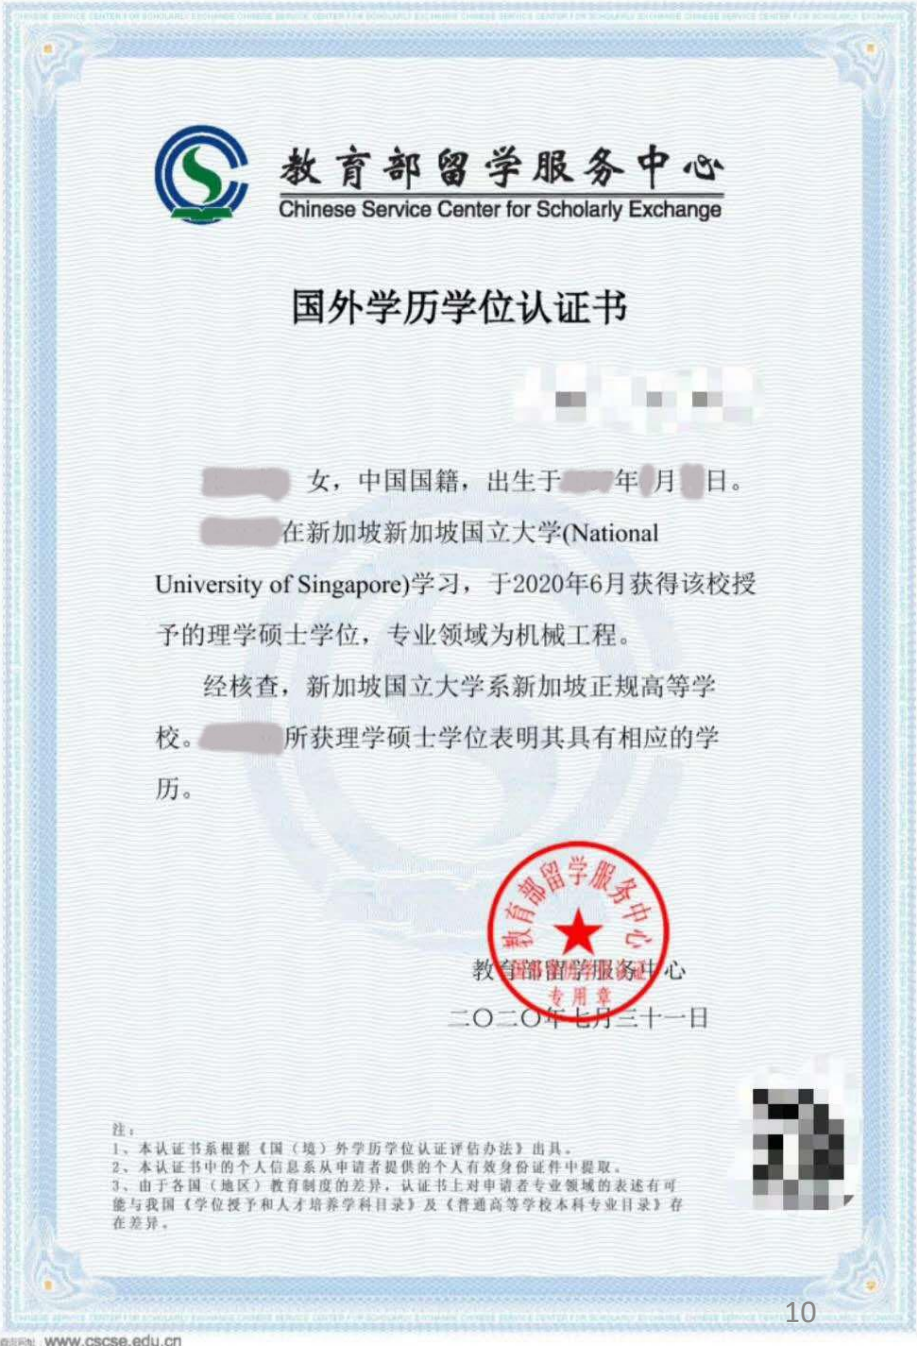 教育部留学服务中心
Chinese Service Center for Scholarly Exchange
国外学历学位认证书
女，中国国籍，出生于 年 月 日。
在新加坡新加坡国立大学(National
University of Singapore)学习，于2020年6月获得该校授
予的理学硕士学位，专业领域为机械工程。
经核查，新加坡国立大学系新加坡正规高等学
校。 所获理学硕士学位表明其具有相应的学
历。
教育部留学服务中心
专用章
教育部留学服务中心
二〇二〇年七月三十一日
注：
1、本认证书系根据《国（境）外学历学位认证评估办法》出具。
2、本认证书中的个人信息系从申请者提供的个人有效身份证件中提取。
3、由于各国（地区）教育制度的差异，认证书上对申请者专业领域的表述有可
能与我国《学位授予和人才培养学科目录》及《普通高等学校本科专业目录》存
在差异。
10
www.cscse.edu.cn